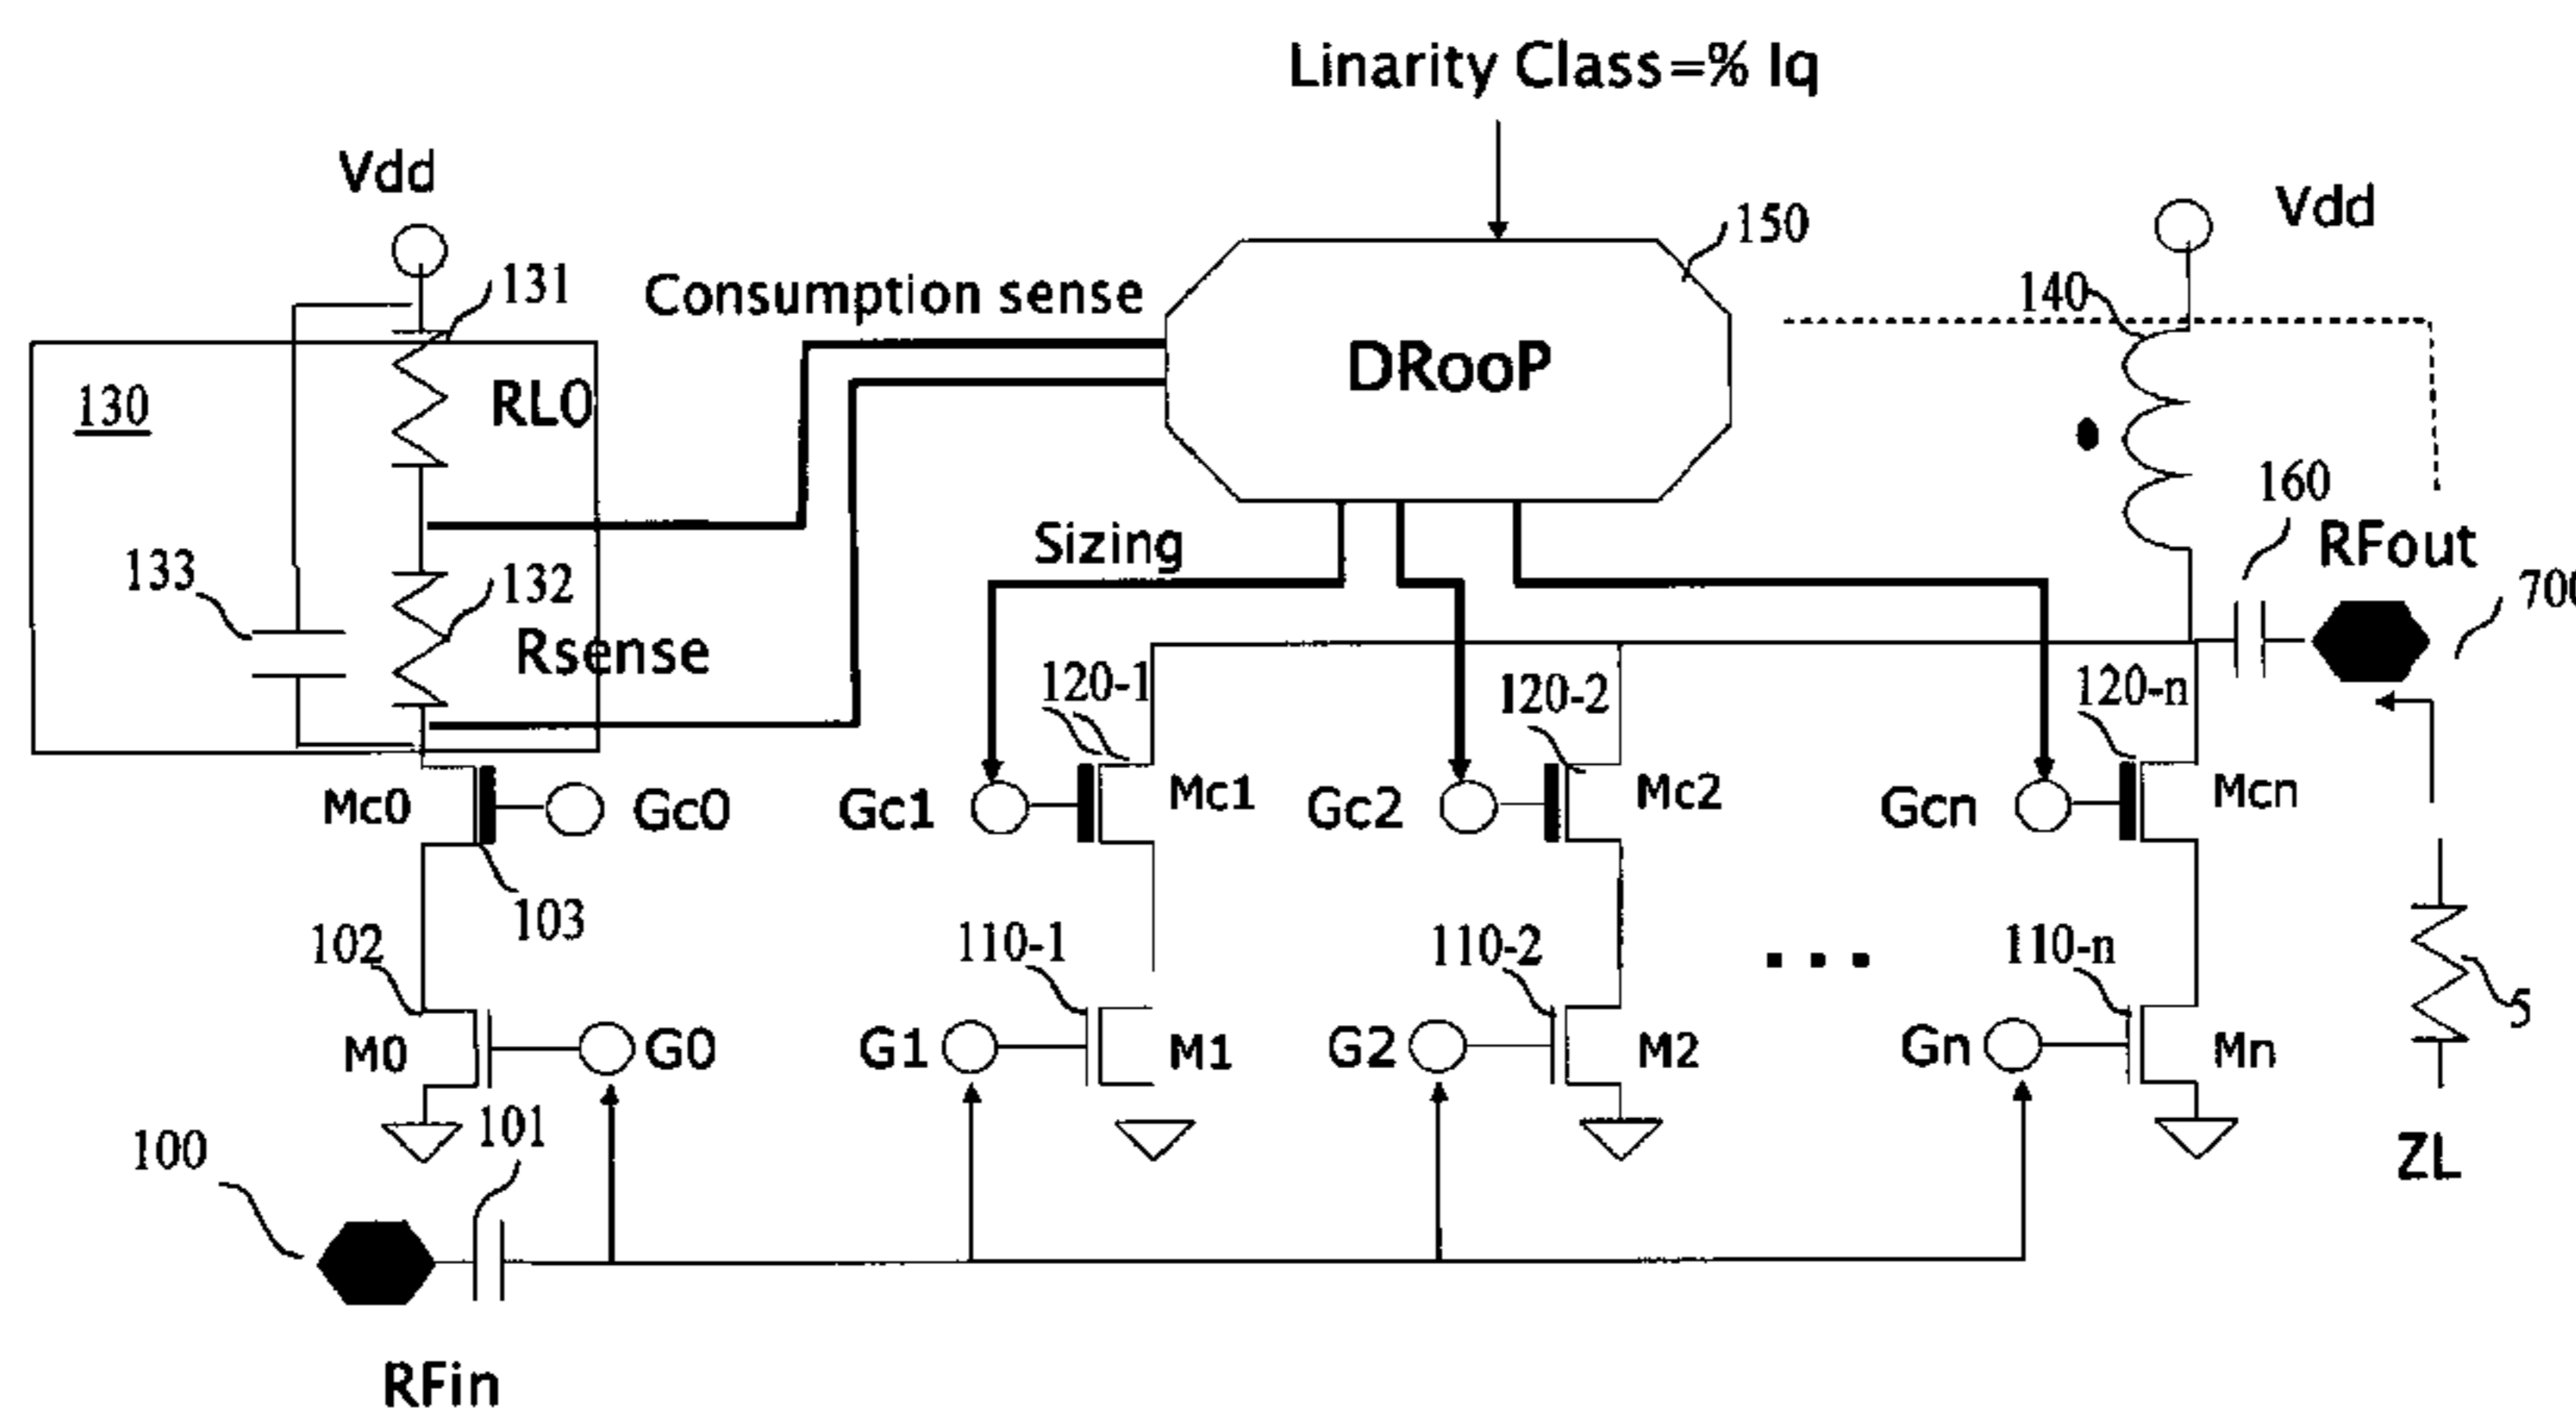 Linarity Class=% Iq
Vdd
Vdd
150
131
Consumption sense
140
DRooP
130
RL0
160
Sizing
RFout
133
132
700
Rsense
120-1
120-2
120-n
Mc0
Gc0
Gc1
Mc1
Gc2
Mc2
Gcn
Mcn
103
102
110-1
110-2
...
110-n
5
M0
G0
G1
M1
G2
M2
Gn
Mn
100
101
ZL
RFin